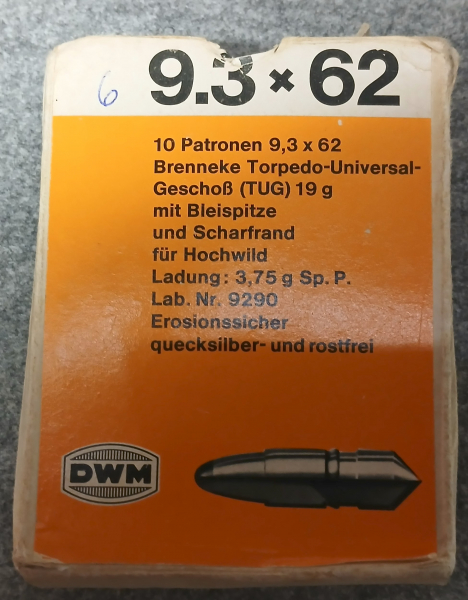 6
9.3 × 62
10 Patronen 9,3 x 62
Brenneke Torpedo-Universal-
Geschoß (TUG) 19 g
mit Bleispitze
und Scharfrand
für Hochwild
Ladung: 3,75 g Sp. P.
Lab. Nr. 9290
Erosionssicher
quecksilber- und rostfrei
DWM